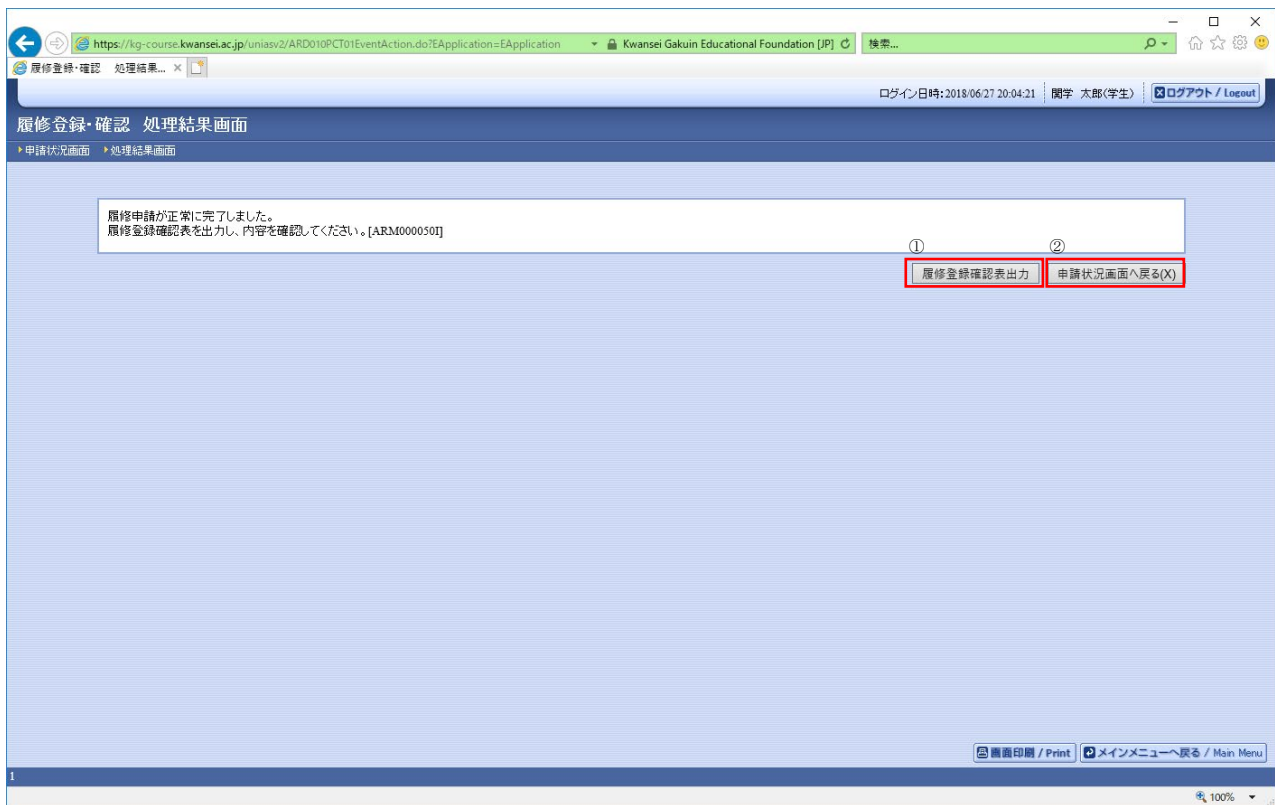 https://kg-course.kwansei.ac.jp/uniasv2/ARD010PCT01EventAction.do?EApplication=EApplication
Kwansei Gakuin Educational Foundation [JP]
検索...
履修登録・確認 処理結果...
ログイン日時:2018/06/27 20:04:21
関学 太郎(学生)
ログアウト / Logout
履修登録・確認 処理結果画面
申請状況画面
処理結果画面
履修申請が正常に完了しました。
履修登録確認表を出力し、内容を確認してください。[ARM000050I]
①
②
履修登録確認表出力
申請状況画面へ戻る(X)
画面印刷 / Print
メインメニューへ戻る / Main Menu
1
100%